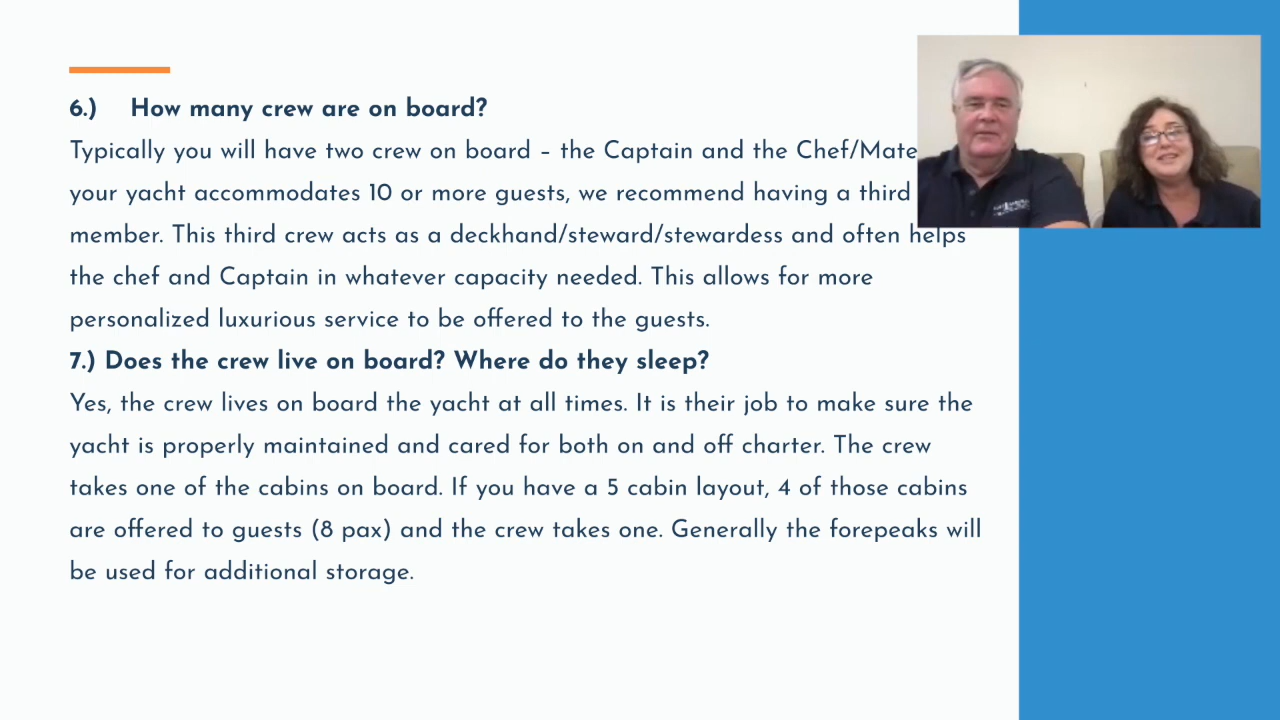 6.) How many crew are on board?
Typically you will have two crew on board – the Captain and the Chef/Mate
your yacht accommodates 10 or more guests, we recommend having a third
member. This third crew acts as a deckhand/steward/stewardess and often helps
the chef and Captain in whatever capacity needed. This allows for more
personalized luxurious service to be offered to the guests.
7.) Does the crew live on board? Where do they sleep?
Yes, the crew lives on board the yacht at all times. It is their job to make sure the
yacht is properly maintained and cared for both on and off charter. The crew
takes one of the cabins on board. If you have a 5 cabin layout, 4 of those cabins
are offered to guests (8 pax) and the crew takes one. Generally the forepeaks will
be used for additional storage.